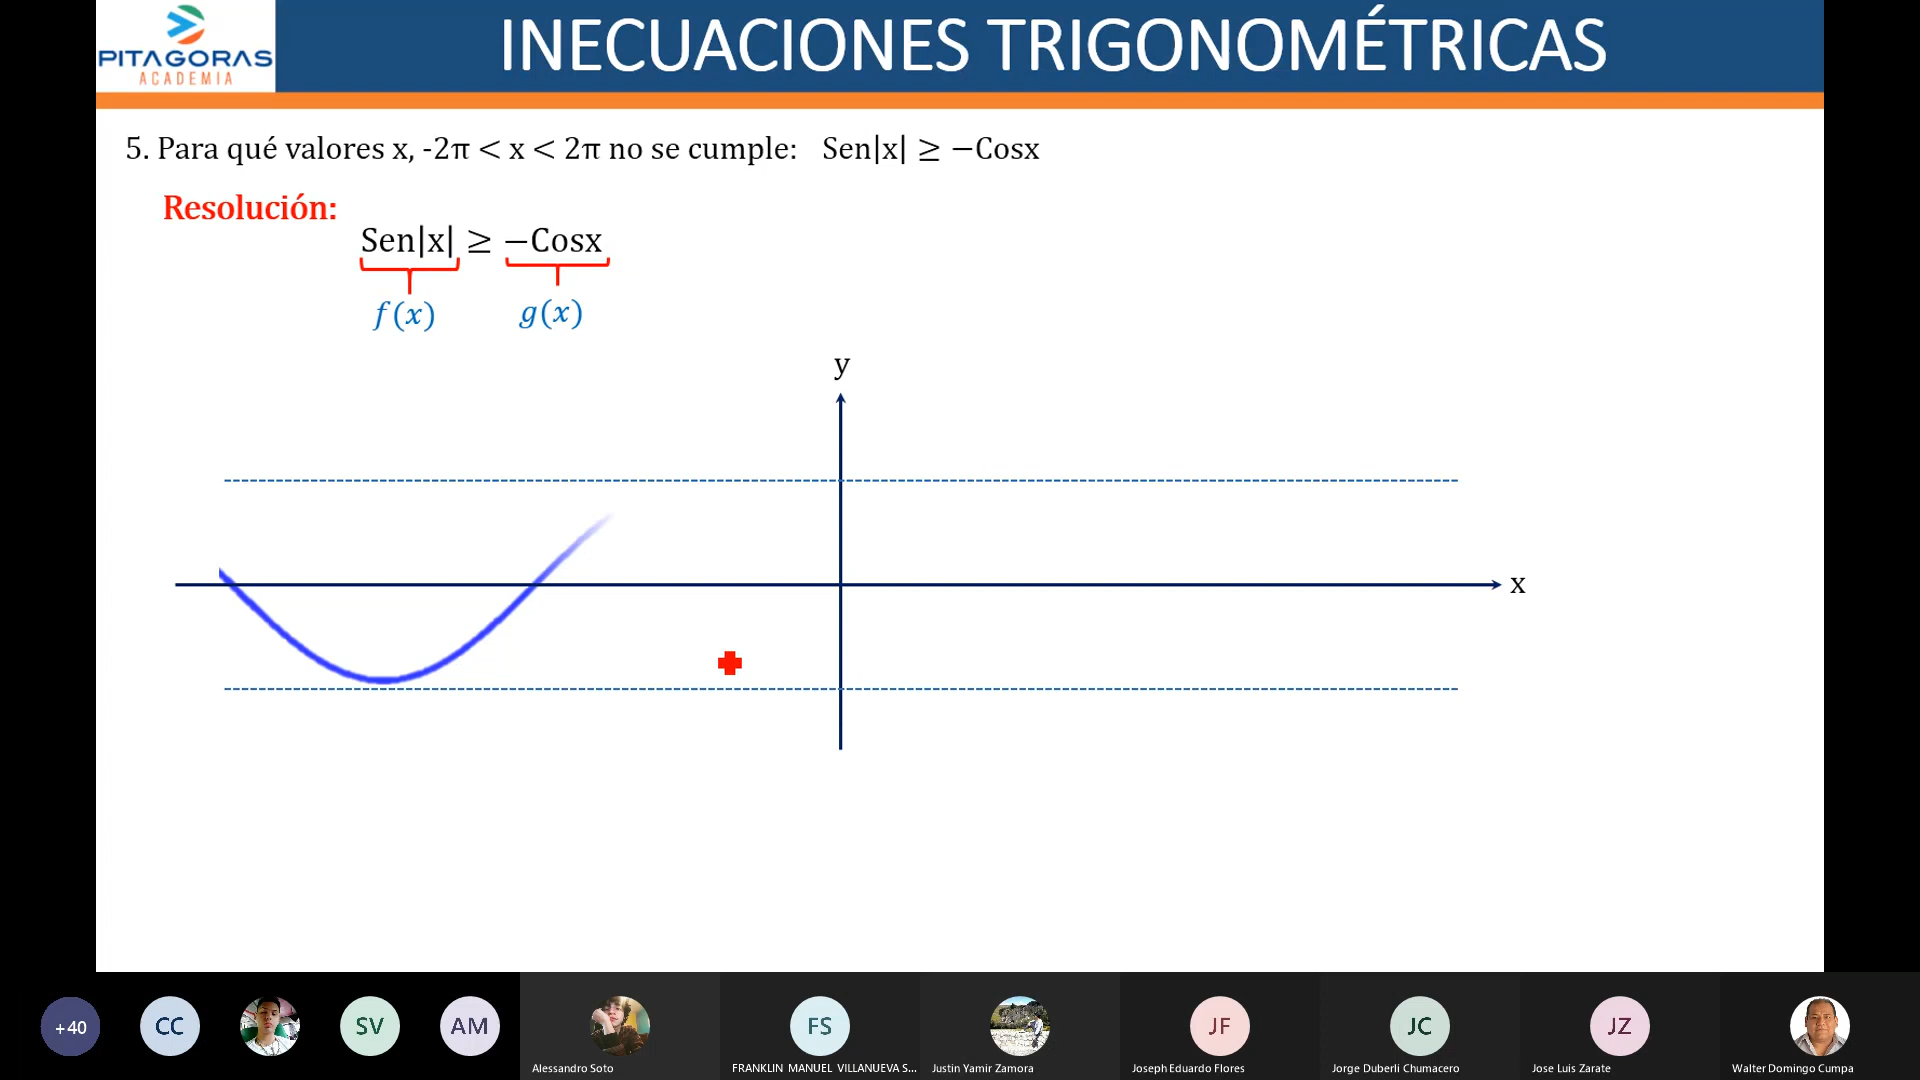 PITAGORAS
ACADEMIA
INECUACIONES TRIGONOMÉTRICAS
5. Para qué valores x, -2π < x < 2π no se cumple: Sen|x| ≥ −Cosx
Resolución:
Sen|x| ≥ −Cosx
f(x) g(x)
y
x
+40 CC SV AM FS JF JC JZ
Alessandro Soto FRANKLIN MANUEL VILLANUEVA S... Justin Yamir Zamora Joseph Eduardo Flores Jorge Duberli Chumacero Jose Luis Zarate Walter Domingo Cumpa